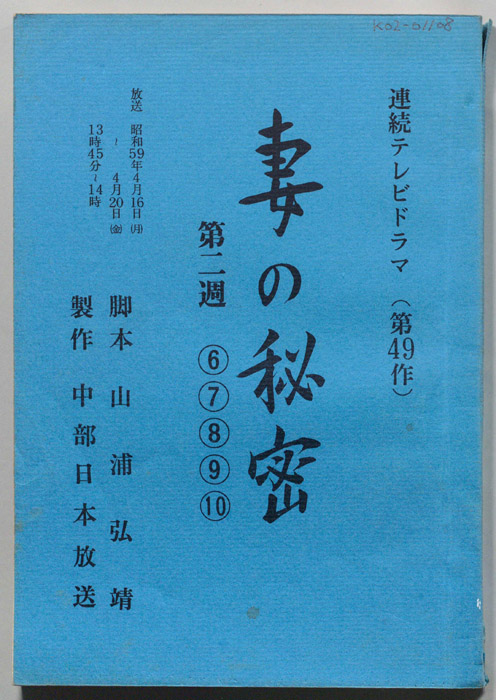 K02-01108
連続テレビドラマ（第49作）
妻の秘密
第二週 ⑥⑦⑧⑨⑩
放送 昭和59年4月16日(月)
~4月20日(金)
13時45分~14時
脚本 山浦弘靖
製作 中部日本放送